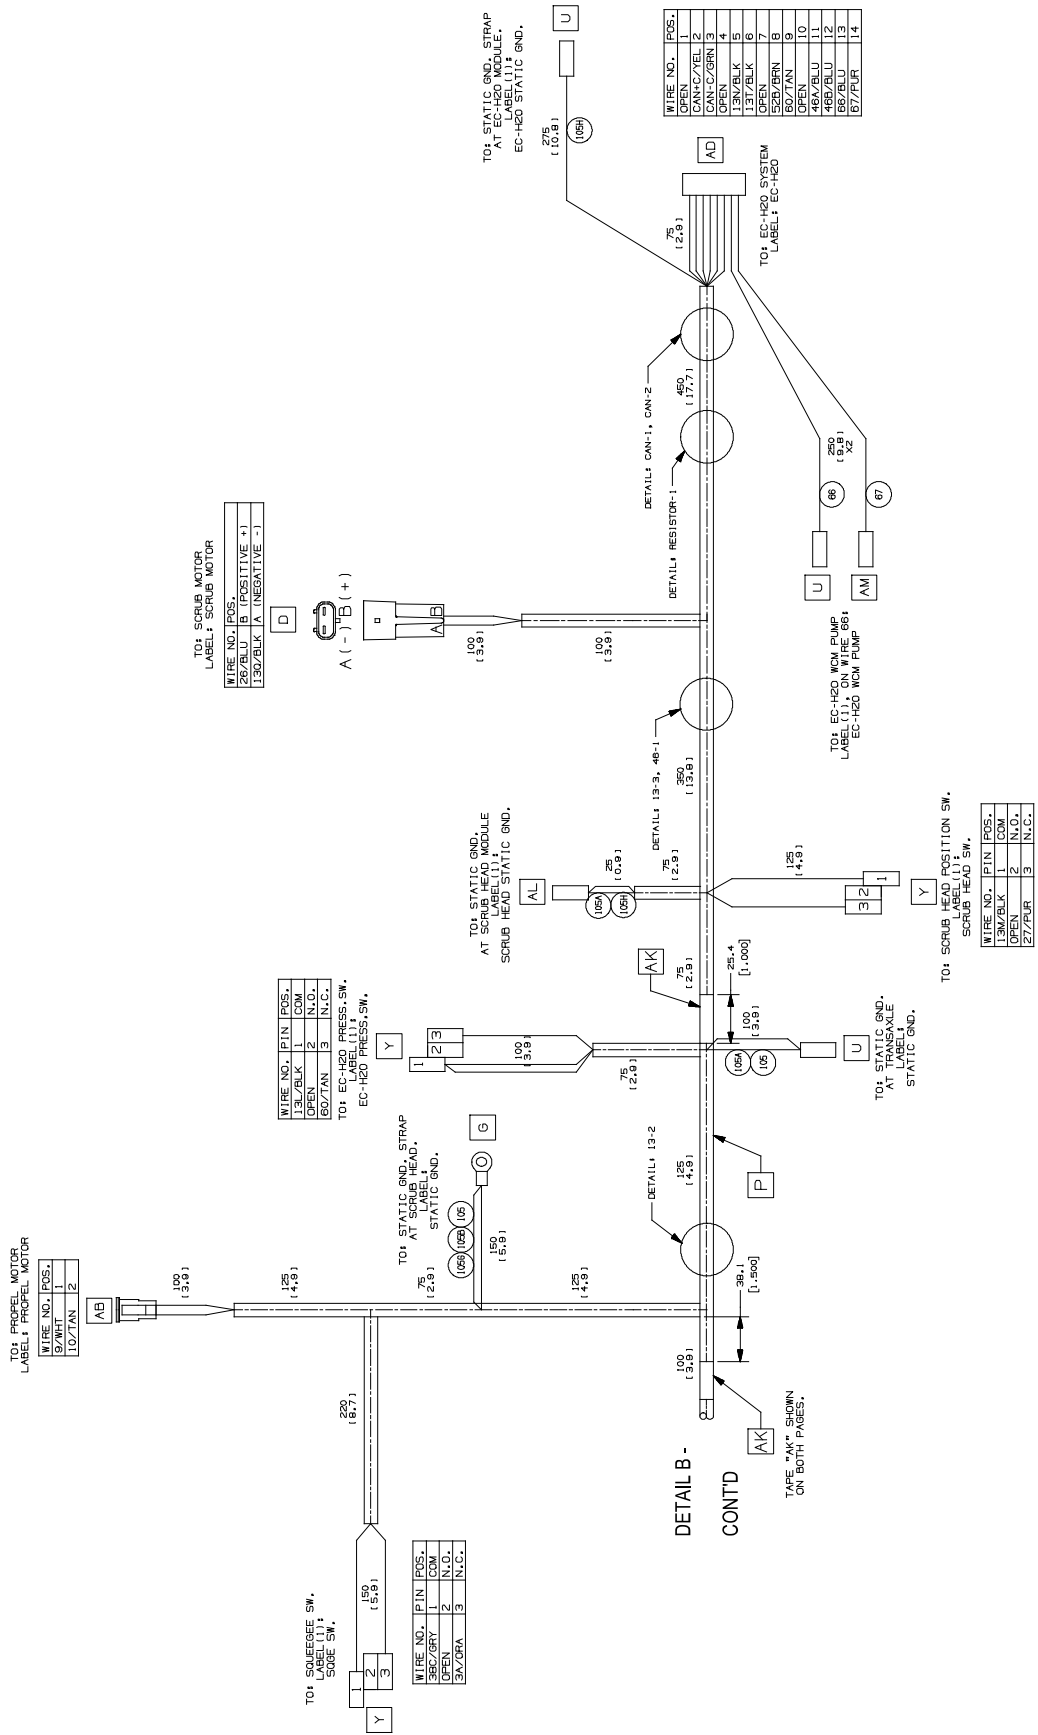 TO: PROPEL MOTOR
LABEL: PROPEL MOTOR
WIRE NO. POS.
9/WHT 1
10/TAN 2
AB
100
[3.9]
125
[4.9]
75
[2.9]
125
[4.9]
220
[8.7]
TO: SQUEEGEE SW.
LABEL(1):
SQGE SW.
1
2
3
Y
150
[5.9]
WIRE NO. PIN POS.
3BC/GRY 1 COM
OPEN 2 N.O.
3A/ORA 3 N.C.
TO: STATIC GND. STRAP
AT SCRUB HEAD.
LABEL:
STATIC GND.
G
105G 105B 105
150
[5.9]
WIRE NO. PIN POS.
13L/BLK 1 COM
OPEN 2 N.O.
60/TAN 3 N.C.
TO: EC-H2O PRESS.SW.
LABEL(1):
EC-H2O PRESS.SW.
Y
1
2 3
100
[3.9]
75
[2.9]
TO: SCRUB MOTOR
LABEL: SCRUB MOTOR
WIRE NO. POS.
26/BLU B (POSITIVE +)
13Q/BLK A (NEGATIVE -)
D
A (-) B (+)
A B
100
[3.9]
100
[3.9]
TO: STATIC GND.
AT SCRUB HEAD MODULE
LABEL(1):
SCRUB HEAD STATIC GND.
AL
25
[0.9]
105A
105H
75
[2.9]
TO: STATIC GND. STRAP
AT EC-H2O MODULE.
LABEL(1):
EC-H2O STATIC GND.
U
275
[10.8]
105H
WIRE NO. POS.
OPEN 1
CAN+C/YEL 2
CAN-C/GRN 3
OPEN 4
13N/BLK 5
13T/BLK 6
OPEN 7
52B/BRN 8
60/TAN 9
OPEN 10
46A/BLU 11
46B/BLU 12
66/BLU 13
67/PUR 14
AD
TO: EC-H2O SYSTEM
LABEL: EC-H2O
75
[2.9]
DETAIL: CAN-1, CAN-2
DETAIL: RESISTOR-1
450
[17.7]
250
[9.8]
X2
66
67
U
AM
TO: EC-H2O WCM PUMP
LABEL(1), ON WIRE 66:
EC-H2O WCM PUMP
DETAIL: 13-3, 46-1
350
[13.8]
125
[4.9]
3 2
1
Y
TO: SCRUB HEAD POSITION SW.
LABEL(1):
SCRUB HEAD SW.
WIRE NO. PIN POS.
13M/BLK 1 COM
OPEN 2 N.O.
27/PUR 3 N.C.
AK
75
[2.9]
25.4
[1.000]
100
[3.9]
105A 105
U
TO: STATIC GND.
AT TRANSAXLE
LABEL:
STATIC GND.
DETAIL: 13-2
125
[4.9]
P
38.1
[1.500]
100
[3.9]
AK
TAPE "AK" SHOWN
ON BOTH PAGES.
DETAIL B -
CONT'D